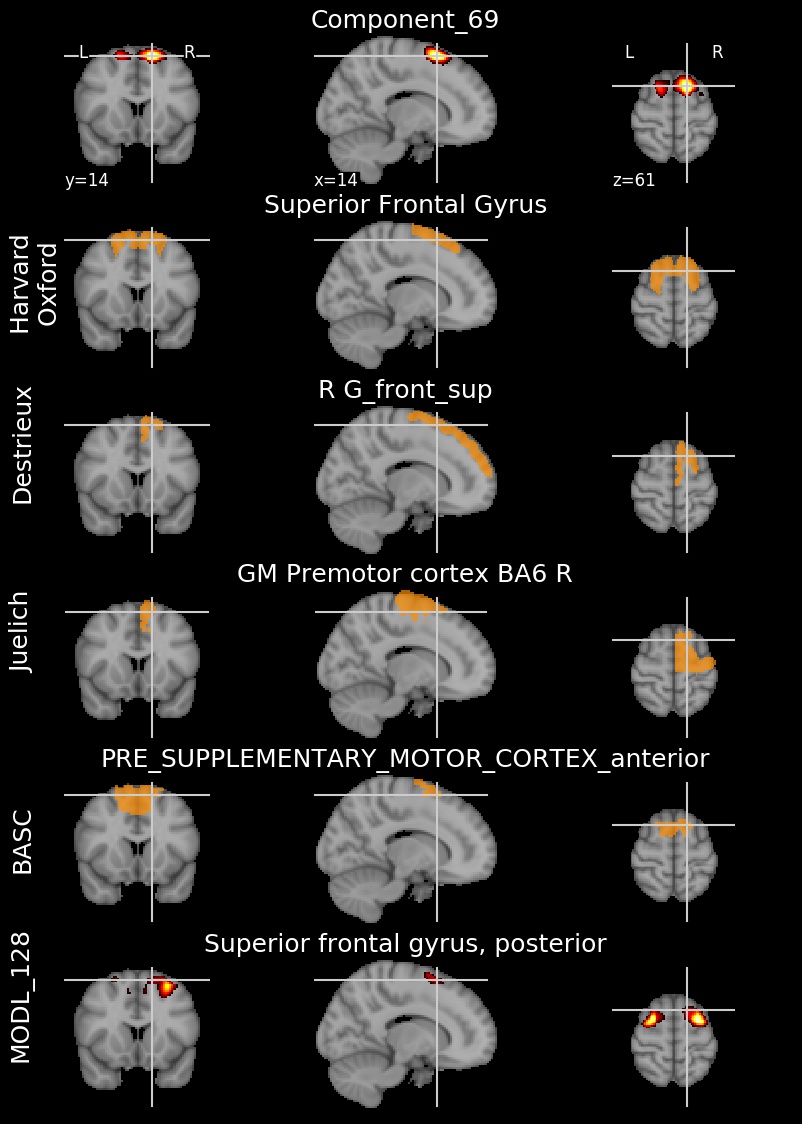 Component_69
L R L R
y=14 x=14 z=61
Superior Frontal Gyrus
Harvard
Oxford
R G_front_sup
Destrieux
GM Premotor cortex BA6 R
Juelich
PRE_SUPPLEMENTARY_MOTOR_CORTEX_anterior
BASC
Superior frontal gyrus, posterior
MODL_128